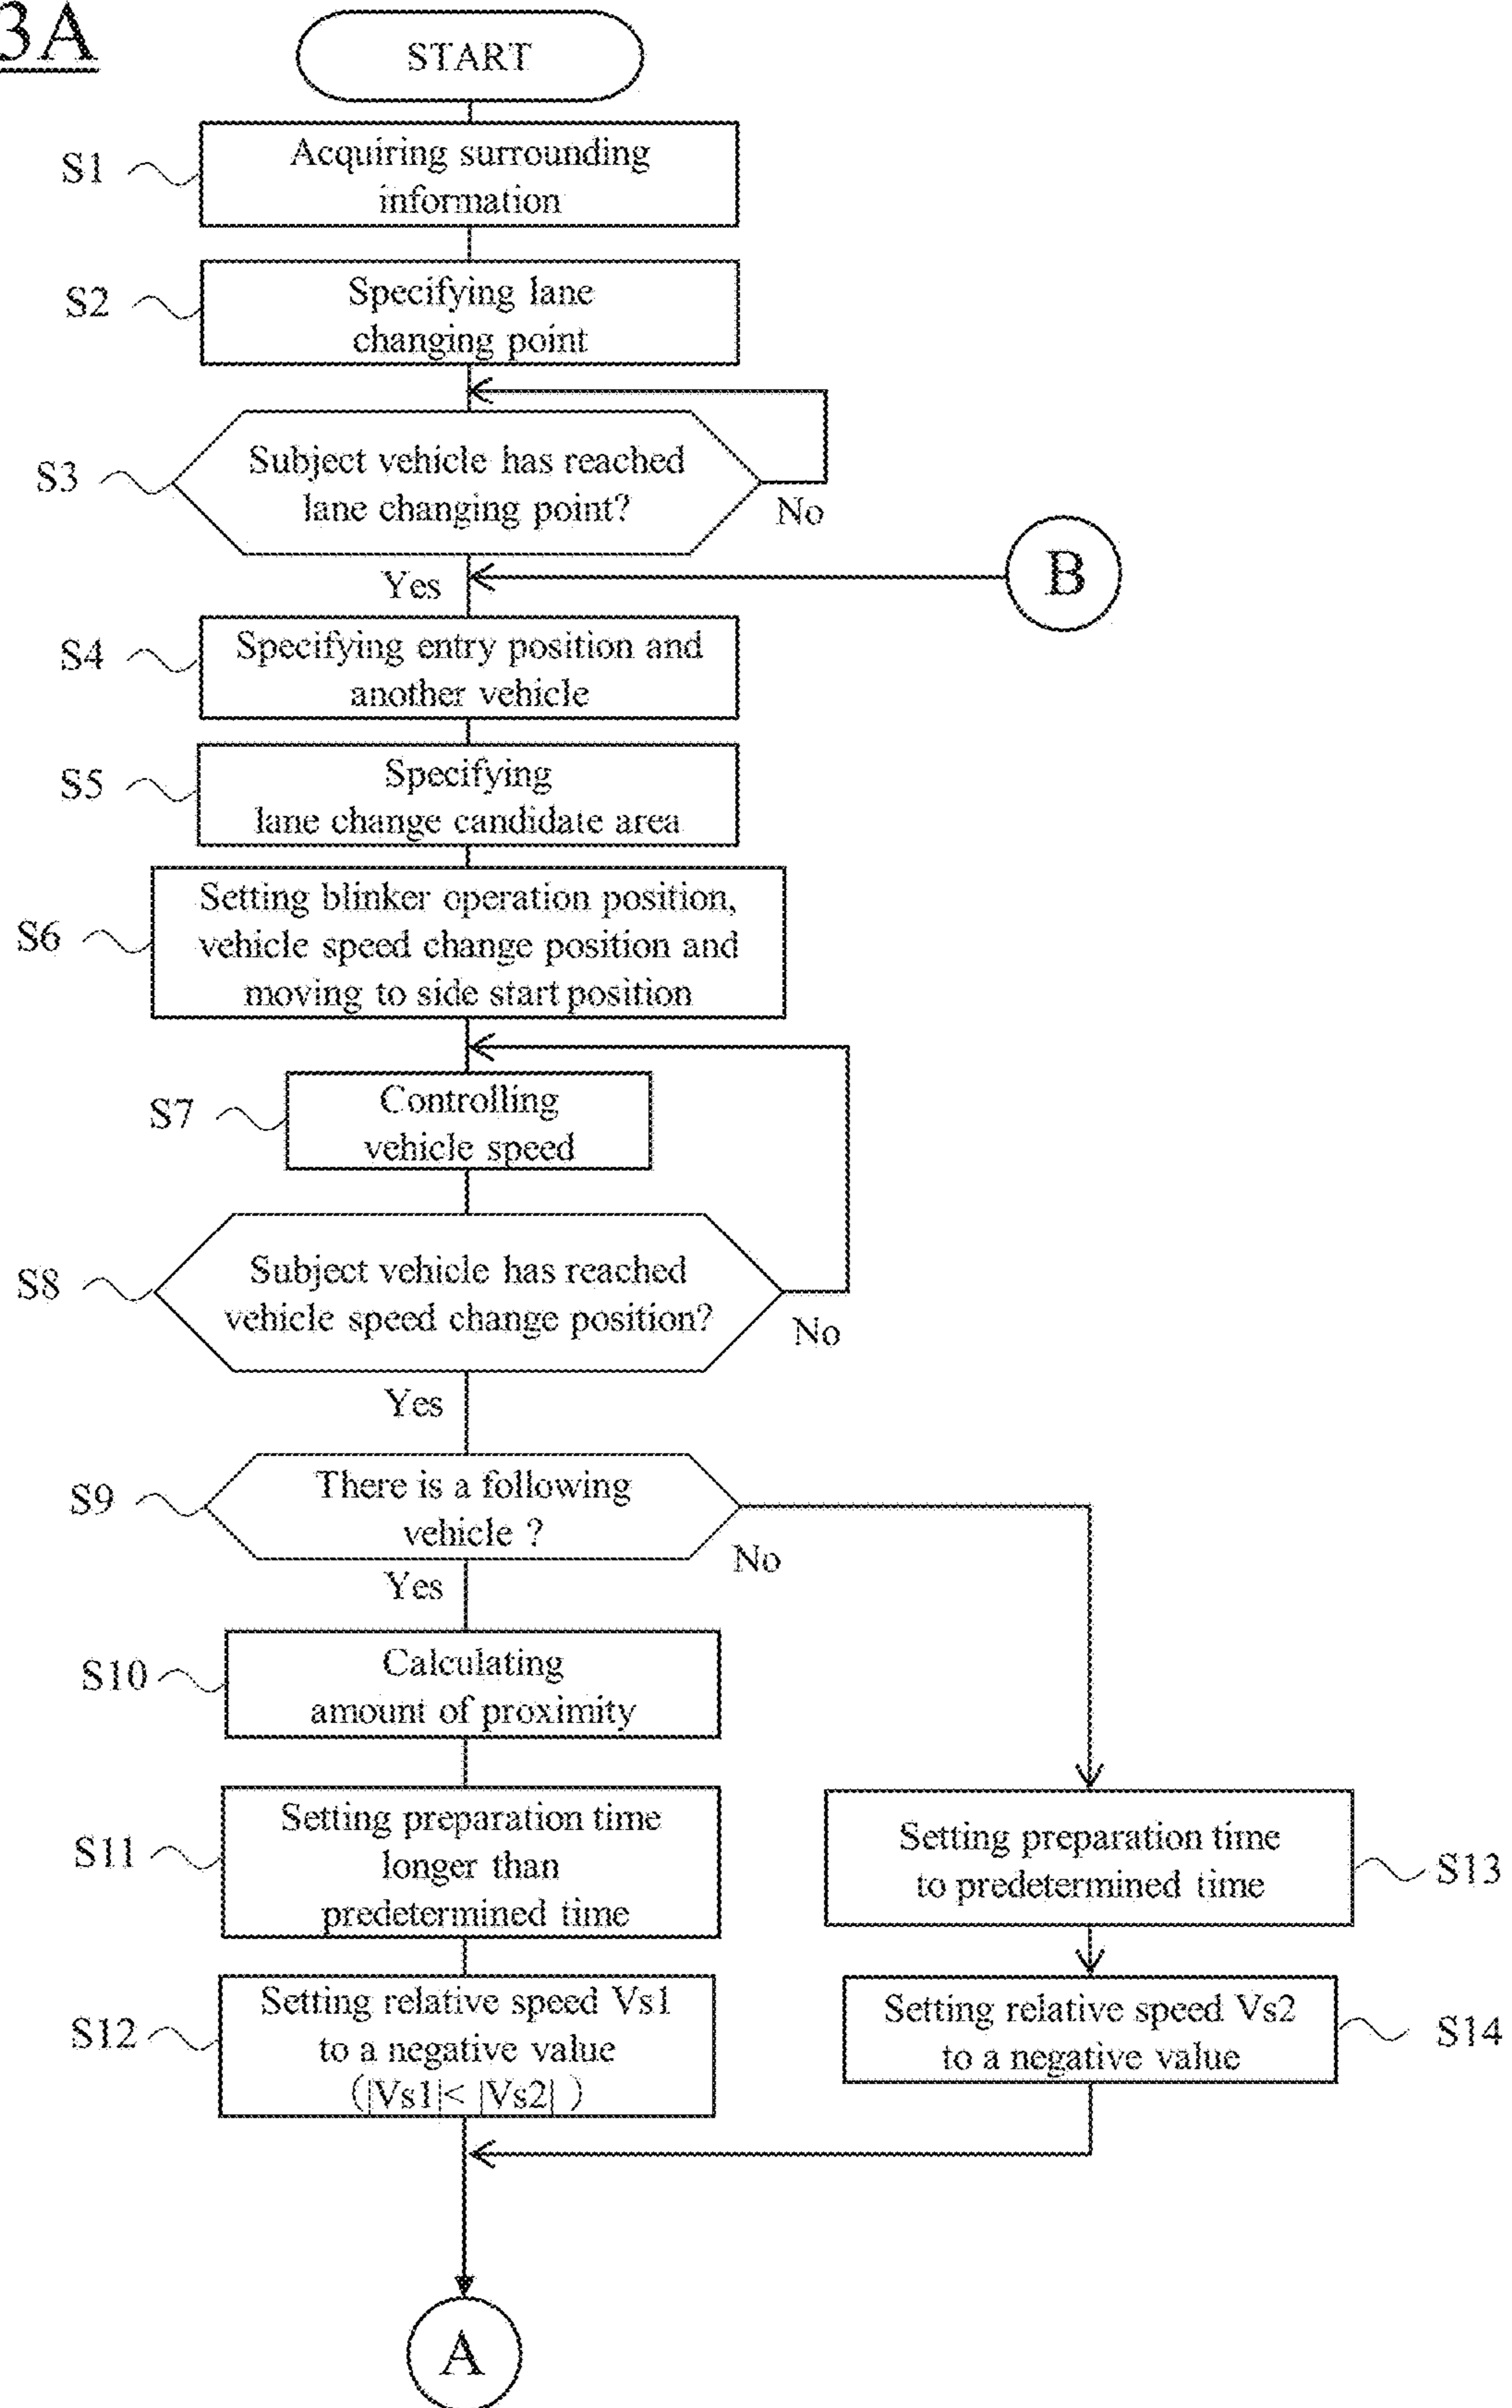 3A
START
S1
Acquiring surrounding
information
S2
Specifying lane
changing point
S3
Subject vehicle has reached
lane changing point?
No
B
Yes
S4
Specifying entry position and
another vehicle
S5
Specifying
lane change candidate area
S6
Setting blinker operation position,
vehicle speed change position and
moving to side start position
S7
Controlling
vehicle speed
S8
Subject vehicle has reached
vehicle speed change position?
No
Yes
S9
There is a following
vehicle ?
No
Yes
S10
Calculating
amount of proximity
S11
Setting preparation time
longer than
predetermined time
Setting preparation time
to predetermined time
S13
S12
Setting relative speed Vs1
to a negative value
(|Vs1|< |Vs2| )
Setting relative speed Vs2
to a negative value
S14
A